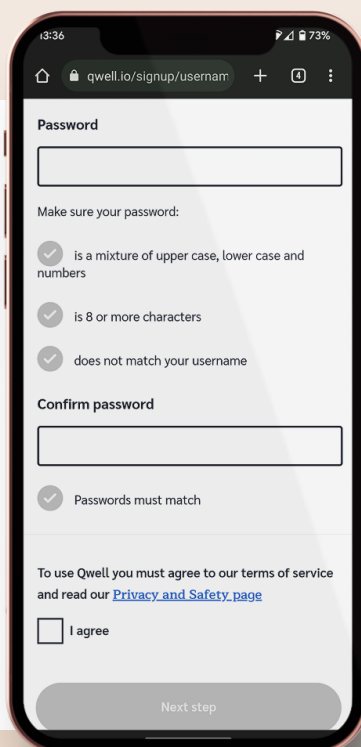 13:36
73%
qwell.io/signup/usernam
4
Password
Make sure your password:
is a mixture of upper case, lower case and
numbers
is 8 or more characters
does not match your username
Confirm password
Passwords must match
To use Qwell you must agree to our terms of service
and read our Privacy and Safety page
I agree
Next step